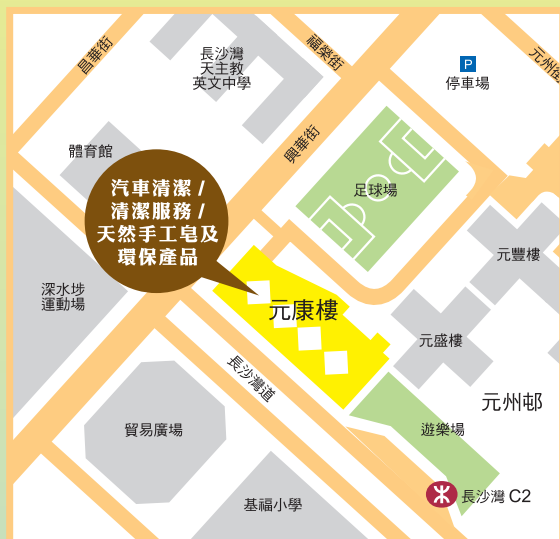 昌華街
長沙灣
天主教
英文中學
福榮街
元州街
P
停車場
體育館
興華街
足球場
汽車清潔 /
清潔服務 /
天然手工皂及
環保產品
元豐樓
深水埗
運動場
元康樓
元盛樓
長沙灣道
元州邨
貿易廣場
遊樂場
長沙灣 C2
基福小學